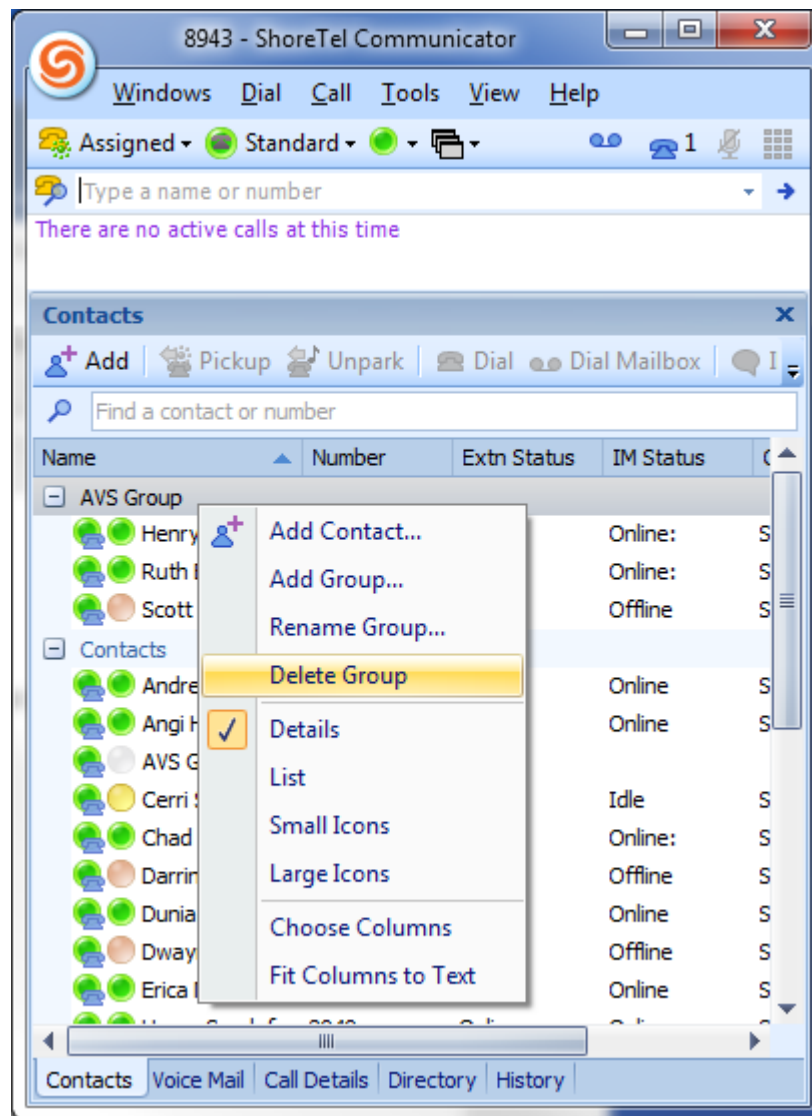 8943 - ShoreTel Communicator
Windows Dial Call Tools View Help
Assigned Standard 1
Type a name or number
There are no active calls at this time
Contacts
Add Pickup Unpark Dial Dial Mailbox I
Find a contact or number
Name Number Extn Status IM Status
AVS Group
Henry Online: S
Ruth Online: S
Scott Offline S
Contacts
Andre Online S
Angi H Online S
AVS G
Cerri Idle S
Chad Online: S
Darrin Offline S
Dunia Online S
Dway Offline S
Erica Online S
Add Contact...
Add Group...
Rename Group...
Delete Group
Details
List
Small Icons
Large Icons
Choose Columns
Fit Columns to Text
Contacts Voice Mail Call Details Directory History